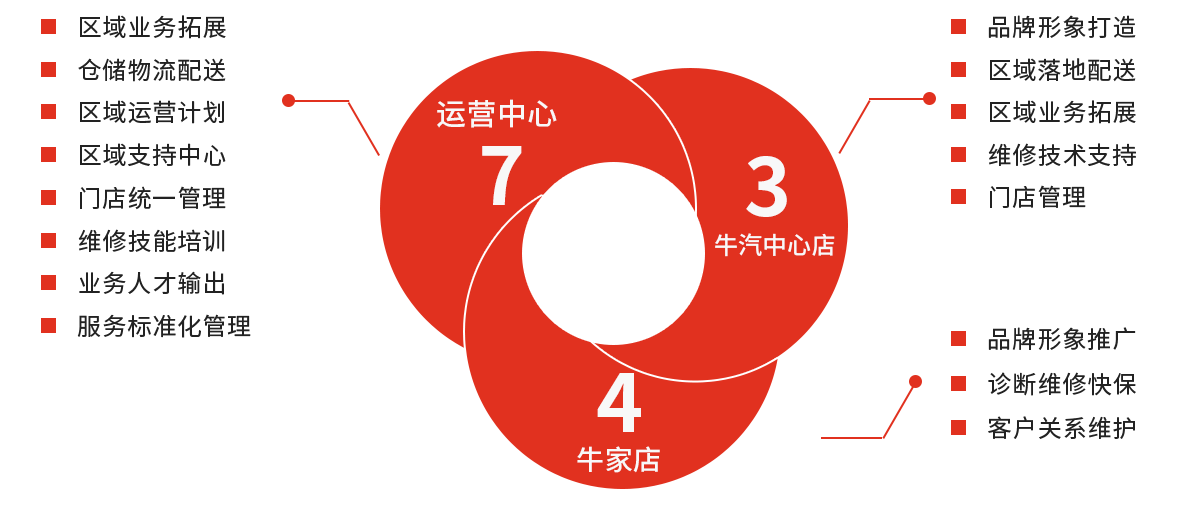 区域业务拓展
仓储物流配送
区域运营计划
区域支持中心
门店统一管理
维修技能培训
业务人才输出
服务标准化管理
运营中心
7
3
牛汽中心店
4
牛家店
品牌形象打造
区域落地配送
区域业务拓展
维修技术支持
门店管理
品牌形象推广
诊断维修快保
客户关系维护